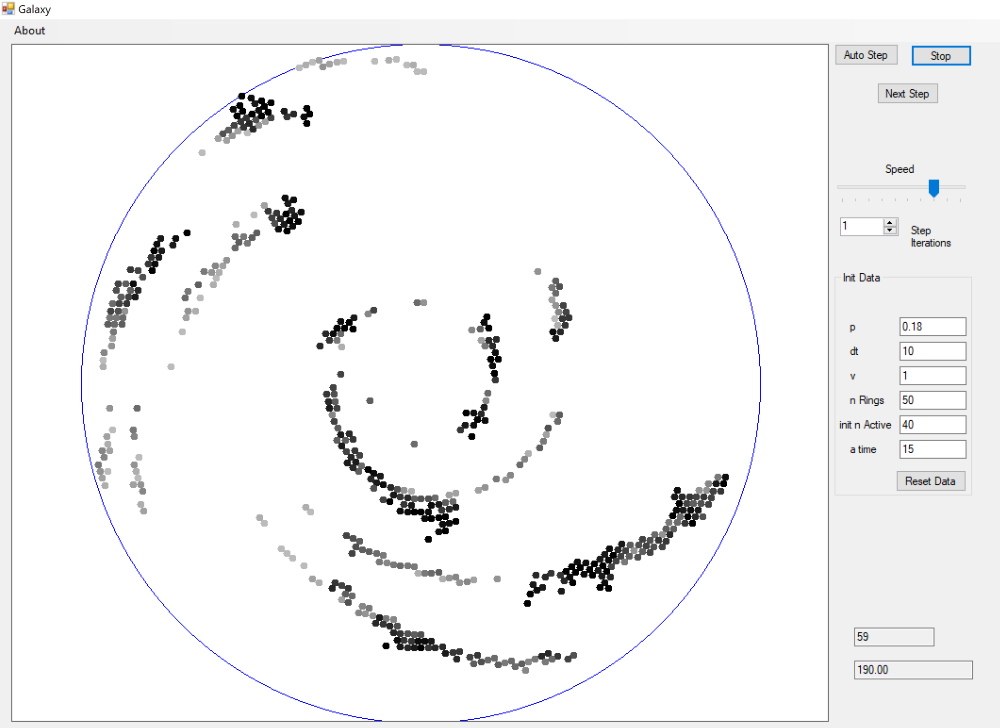 Galaxy
About
Auto Step
Stop
Next Step
Speed
1
Step
Iterations
Init Data
p
0.18
dt
10
v
1
n Rings
50
init n Active
40
a time
15
Reset Data
59
190.00